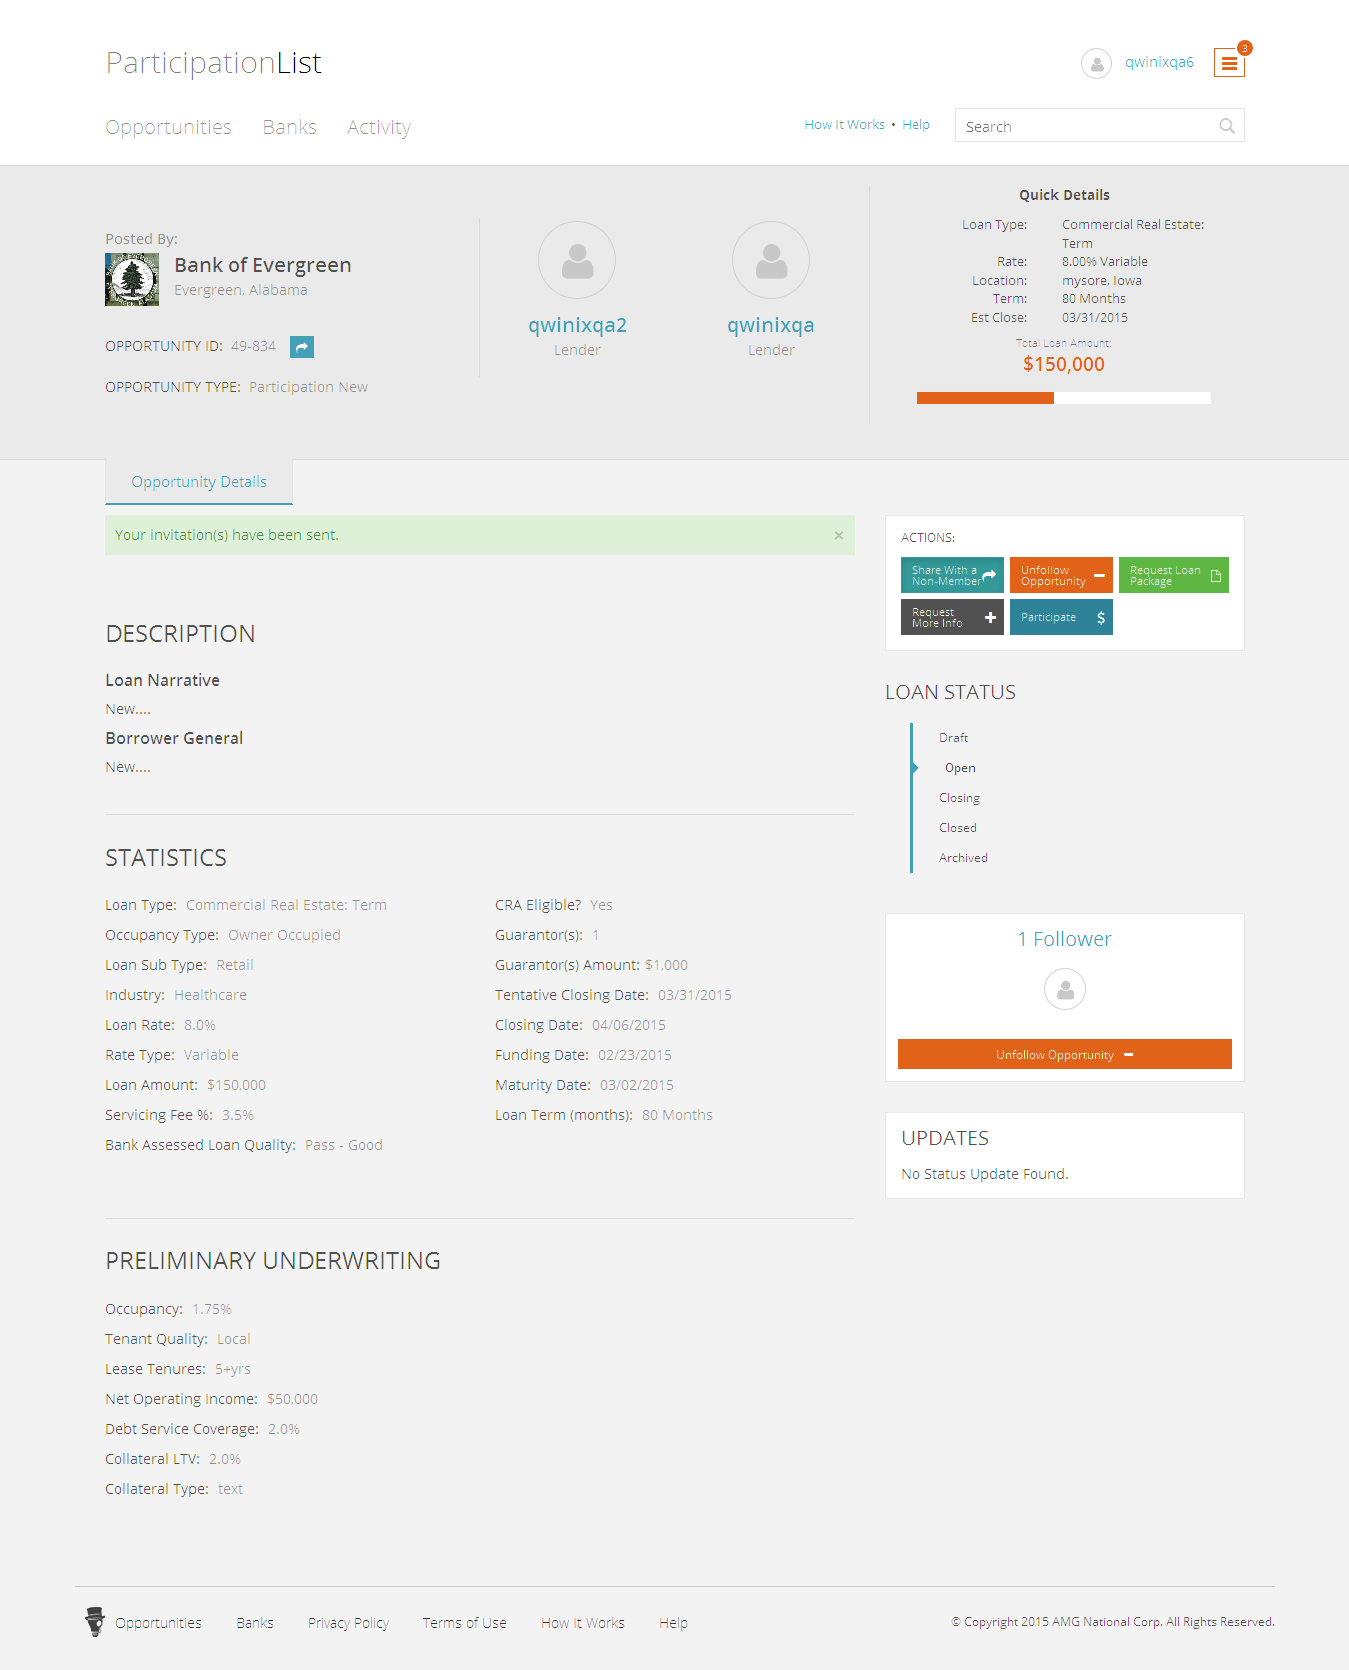 ParticipationList
qwinixqa6
3
Opportunities Banks Activity
How It Works • Help
Search
Posted By:
Bank of Evergreen
Evergreen, Alabama
OPPORTUNITY ID: 49-834
OPPORTUNITY TYPE: Participation New
qwinixqa2
Lender
qwinixqa
Lender
Quick Details
Loan Type: Commercial Real Estate:
Term
Rate: 8.00% Variable
Location: mysore, Iowa
Term: 80 Months
Est Close: 03/31/2015
Total Loan Amount:
$150,000
Opportunity Details
Your invitation(s) have been sent.
×
DESCRIPTION
Loan Narrative
New....
Borrower General
New....
STATISTICS
Loan Type: Commercial Real Estate: Term
Occupancy Type: Owner Occupied
Loan Sub Type: Retail
Industry: Healthcare
Loan Rate: 8.0%
Rate Type: Variable
Loan Amount: $150,000
Servicing Fee %: 3.5%
Bank Assessed Loan Quality: Pass - Good
CRA Eligible? Yes
Guarantor(s): 1
Guarantor(s) Amount: $1,000
Tentative Closing Date: 03/31/2015
Closing Date: 04/06/2015
Funding Date: 02/23/2015
Maturity Date: 03/02/2015
Loan Term (months): 80 Months
PRELIMINARY UNDERWRITING
Occupancy: 1.75%
Tenant Quality: Local
Lease Tenures: 5+yrs
Net Operating Income: $50,000
Debt Service Coverage: 2.0%
Collateral LTV: 2.0%
Collateral Type: text
ACTIONS:
Share With a
Non-Member
Unfollow
Opportunity
Request Loan
Package
Request
More Info
Participate
$
LOAN STATUS
Draft
Open
Closing
Closed
Archived
1 Follower
Unfollow Opportunity
UPDATES
No Status Update Found.
Opportunities Banks Privacy Policy Terms of Use How It Works Help
© Copyright 2015 AMG National Corp. All Rights Reserved.